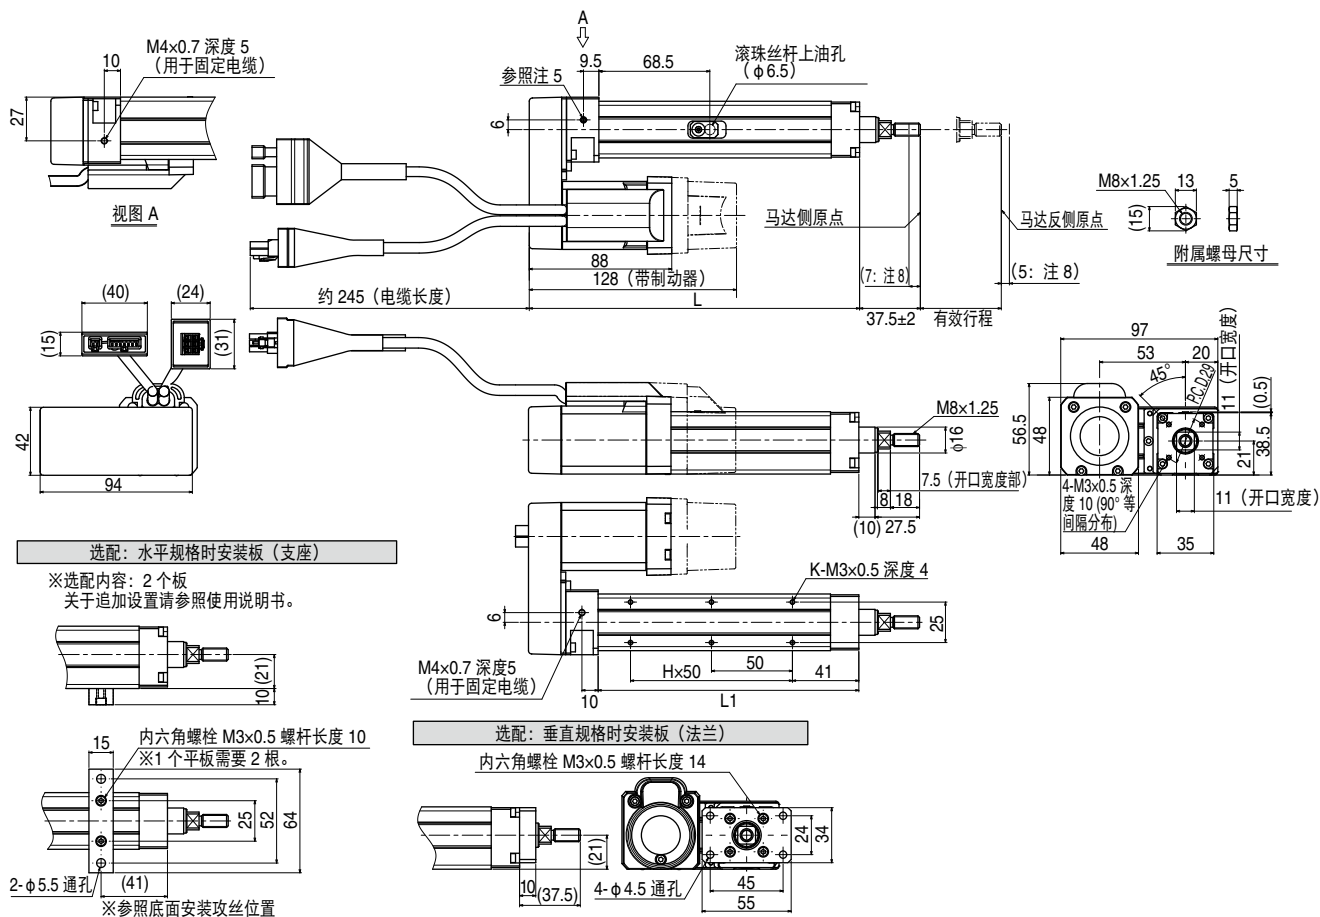 A
M4×0.7 深度 5
（用于固定电缆）
10
27
视图 A
9.5
68.5
滚珠丝杆上油孔
（φ6.5）
参照注 5
6
马达侧原点
马达反侧原点
M8×1.25
13
5
(15)
附属螺母尺寸
88
128（带制动器）
(7：注 8)
(5：注 8)
约 245（电缆长度）
L
37.5±2
有效行程
(40)
(24)
(15)
(31)
42
94
M8×1.25
φ16
7.5（开口宽度部）
8
18
(10)
27.5
97
53
20
11（开口宽度）
45°
P.C.D.29
(0.5)
56.5
48
38.5
21
4-M3×0.5 深
度 10 (90° 等
间隔分布)
11（开口宽度）
48
35
选配：水平规格时安装板（支座）
※选配内容：2 个板
关于追加设置请参照使用说明书。
K-M3×0.5 深度 4
6
25
M4×0.7 深度5
（用于固定电缆）
H×50
50
41
10
L1
(21)
10
选配：垂直规格时安装板（法兰）
15
内六角螺栓 M3×0.5 螺杆长度 10
※1 个平板需要 2 根。
25
52
64
2-φ5.5 通孔
(41)
※参照底面安装攻丝位置
内六角螺栓 M3×0.5 螺杆长度 14
(21)
10
(37.5)
4-φ4.5 通孔
24
34
45
55